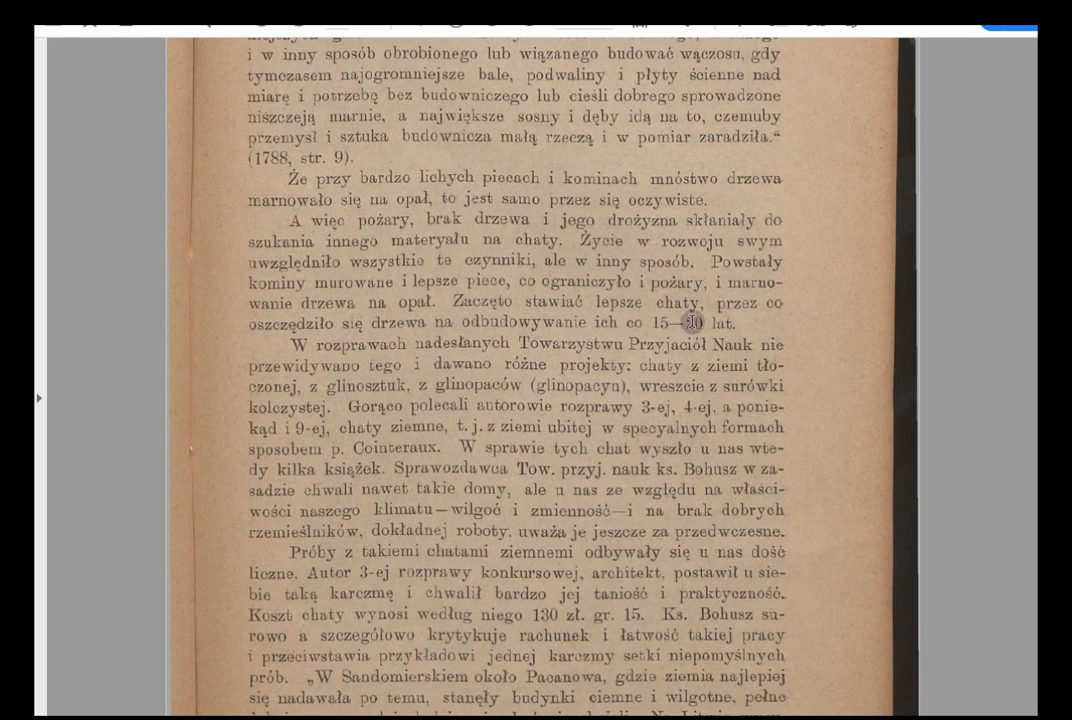 i w inny sposób obrobionego lub wiązanego budować wączosu, gdy
tymczasem najogromniejsze bale, podwaliny i płyty ścienne nad
miarę i potrzebę bez budowniczego lub cieśli dobrego sprowadzone
niszczeją marnie, a największe sosny i dęby idą na to, czemuby
przemysł i sztuka budownicza małą rzeczą i w pomiar zaradziła.“
(1788, str. 9).
Że przy bardzo lichych piecach i kominach mnóstwo drzewa
marnowało się na opał, to jest samo przez się oczywiste.
A więc pożary, brak drzewa i jego drożyzna skłaniały do
szukania innego materyału na chaty. Życie w rozwoju swym
uwzględniło wszystkie te czynniki, ale w inny sposób. Powstały
kominy murowane i lepsze piece, co ograniczyło i pożary, i marno-
wanie drzewa na opał. Zaczęto stawiać lepsze chaty, przez co
oszczędziło się drzewa na odbudowywanie ich co 15—20 lat.
W rozprawach nadesłanych Towarzystwu Przyjaciół Nauk nie
przewidywano tego i dawano różne projekty: chaty z ziemi tło-
czonej, z glinosztuk, z glinopaców (glinopacyn), wreszcie z surówki
kolczystej. Gorąco polecali autorowie rozprawy 3-ej, 4-ej, a ponie-
kąd i 9-ej, chaty ziemne, t. j. z ziemi ubitej w specyalnych formach
sposobem p. Cointeraux. W sprawie tych chat wyszło u nas wte-
dy kilka książek. Sprawozdawca Tow. przyj. nauk ks. Bohusz w za-
sadzie chwali nawet takie domy, ale u nas ze względu na właści-
wości naszego klimatu—wilgoć i zmienność—i na brak dobrych
rzemieślników, dokładnej roboty, uważa je jeszcze za przedwczesne.
Próby z takiemi chatami ziemnemi odbywały się u nas dość
liczne. Autor 3-ej rozprawy konkursowej, architekt, postawił u sie-
bie taką karczmę i chwalił bardzo jej taniość i praktyczność.
Koszt chaty wynosi według niego 130 zł. gr. 15. Ks. Bohusz su-
rowo a szczegółowo krytykuje rachunek i łatwość takiej pracy
i przeciwstawia przykładowi jednej karczmy setki niepomyślnych
prób. „W Sandomierskiem około Pacanowa, gdzie ziemia najlepiej
się nadawała po temu, stanęły budynki ciemne i wilgotne, pełne